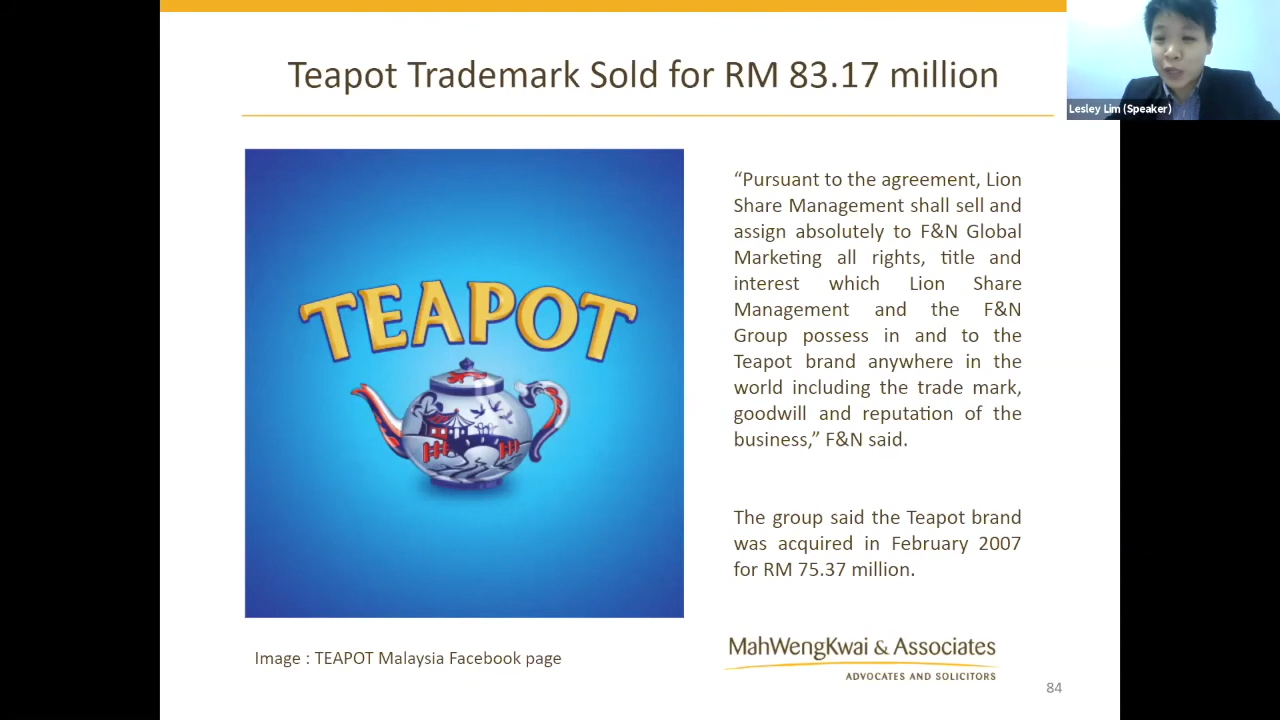 Teapot Trademark Sold for RM 83.17 million
Lesley Lim (Speaker)
TEAPOT
“Pursuant to the agreement, Lion
Share Management shall sell and
assign absolutely to F&N Global
Marketing all rights, title and
interest which Lion Share
Management and the F&N
Group possess in and to the
Teapot brand anywhere in the
world including the trade mark,
goodwill and reputation of the
business,” F&N said.
The group said the Teapot brand
was acquired in February 2007
for RM 75.37 million.
Image : TEAPOT Malaysia Facebook page
MahWengKwai & Associates
ADVOCATES AND SOLICITORS
84